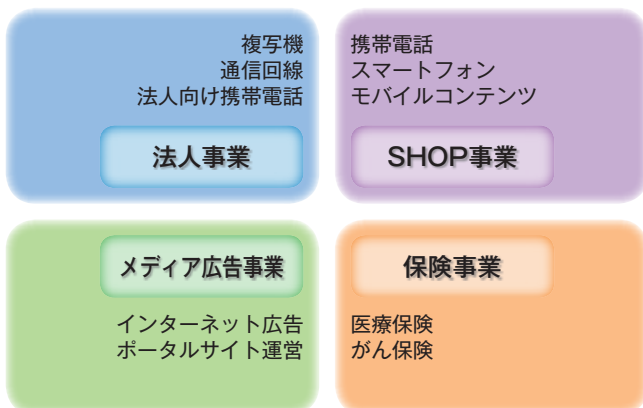 複写機
通信回線
法人向け携帯電話
法人事業
携帯電話
スマートフォン
モバイルコンテンツ
SHOP事業
メディア広告事業
インターネット広告
ポータルサイト運営
保険事業
医療保険
がん保険